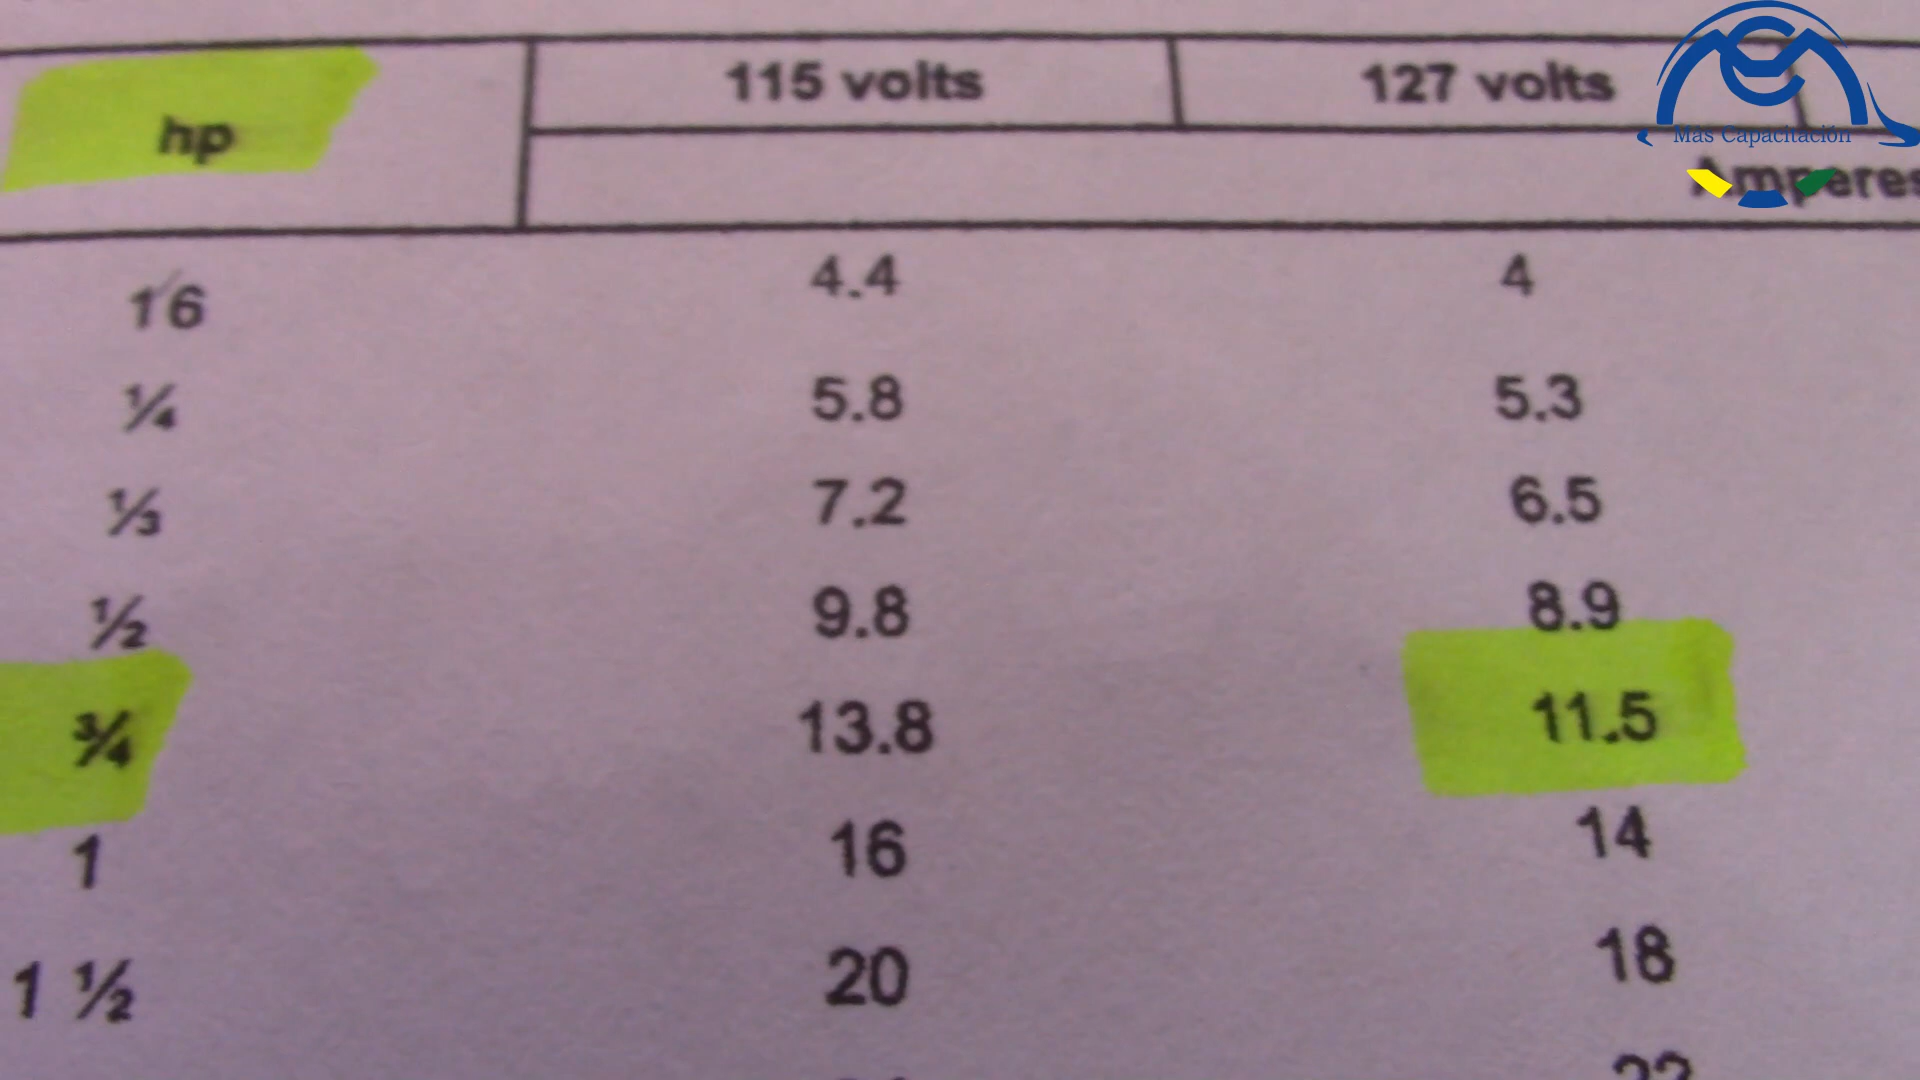 115 volts 127 volts
hp
Más Capacitación
Amperes
16 4.4 4
¼ 5.8 5.3
⅓ 7.2 6.5
½ 9.8 8.9
¾ 13.8 11.5
1 16 14
1 ½ 20 18